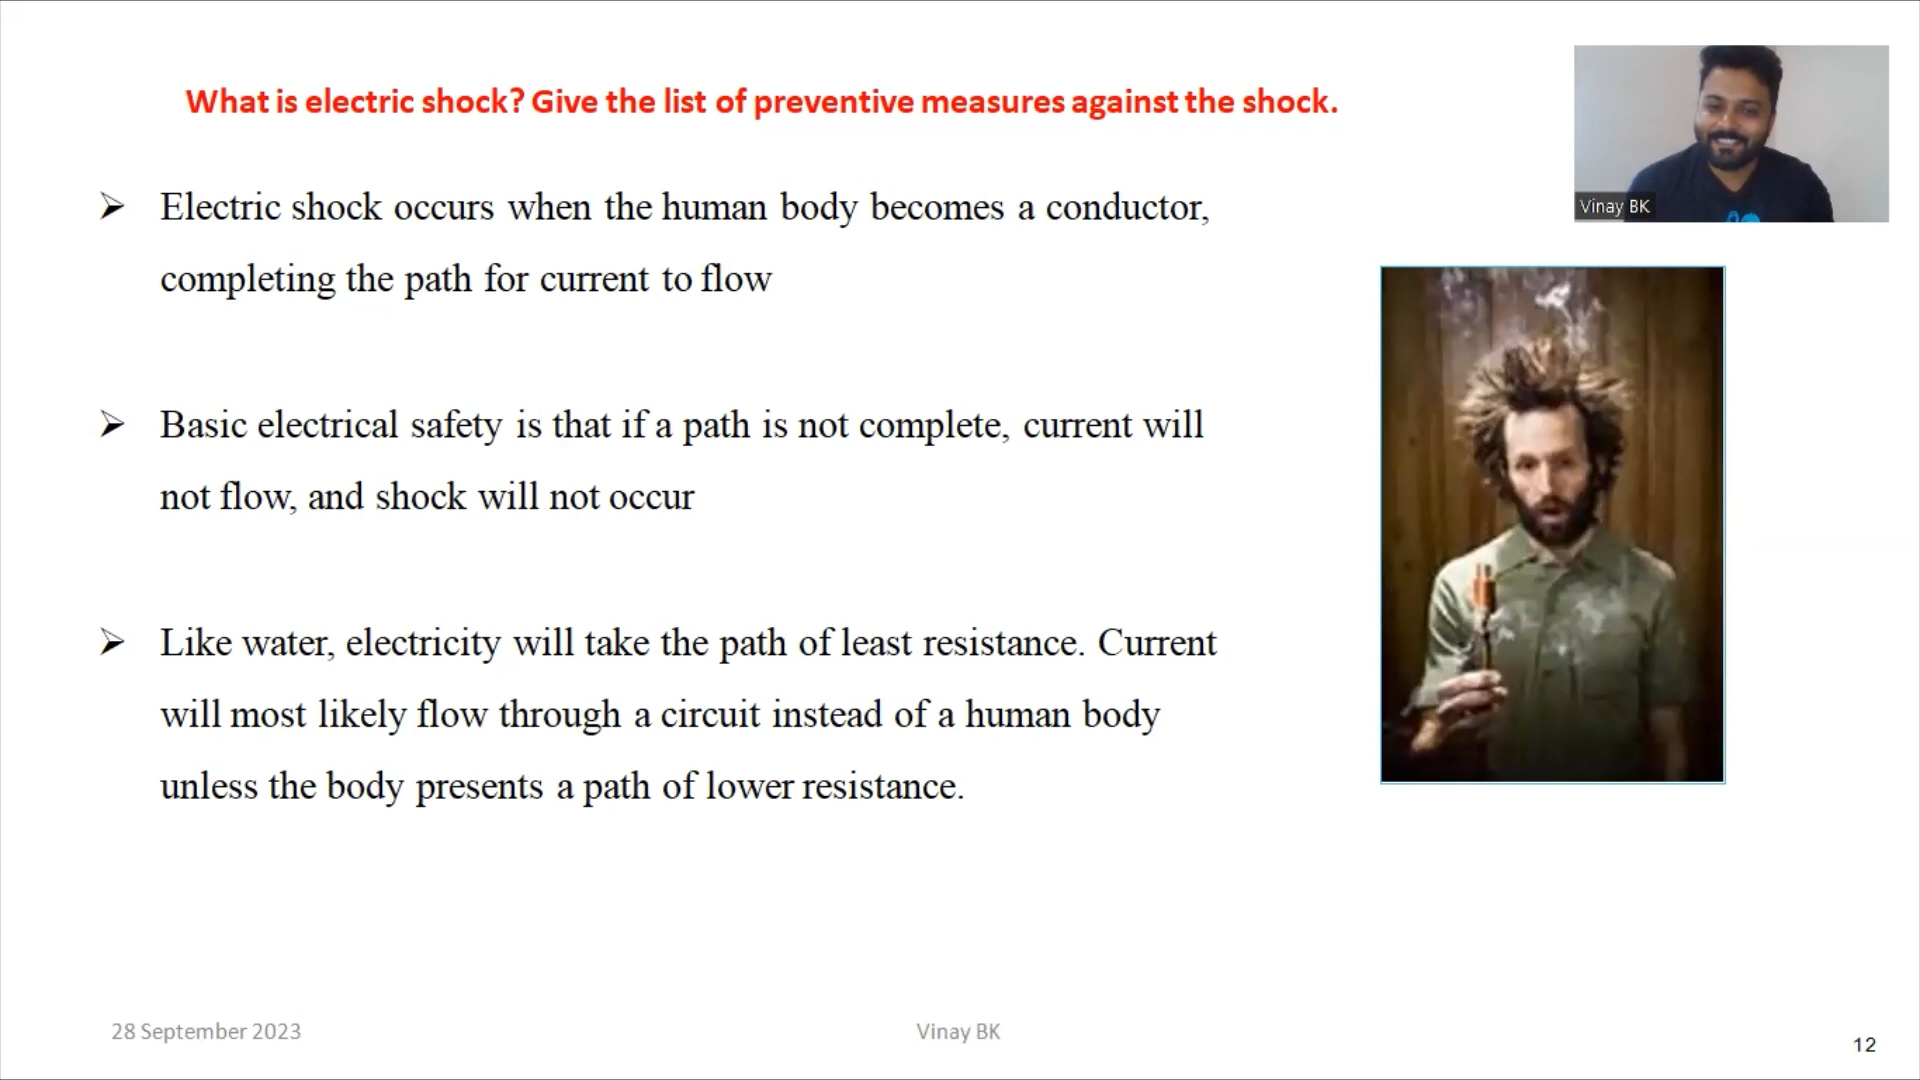 What is electric shock? Give the list of preventive measures against the shock.
Vinay BK
➢ Electric shock occurs when the human body becomes a conductor,
completing the path for current to flow
➢ Basic electrical safety is that if a path is not complete, current will
not flow, and shock will not occur
➢ Like water, electricity will take the path of least resistance. Current
will most likely flow through a circuit instead of a human body
unless the body presents a path of lower resistance.
28 September 2023
Vinay BK
12